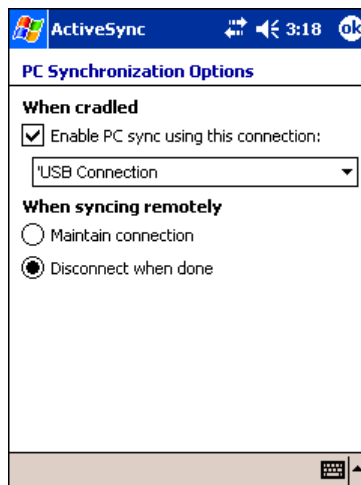 ActiveSync 3:18 ok
PC Synchronization Options
When cradled
Enable PC sync using this connection:
'USB Connection
When syncing remotely
Maintain connection
Disconnect when done